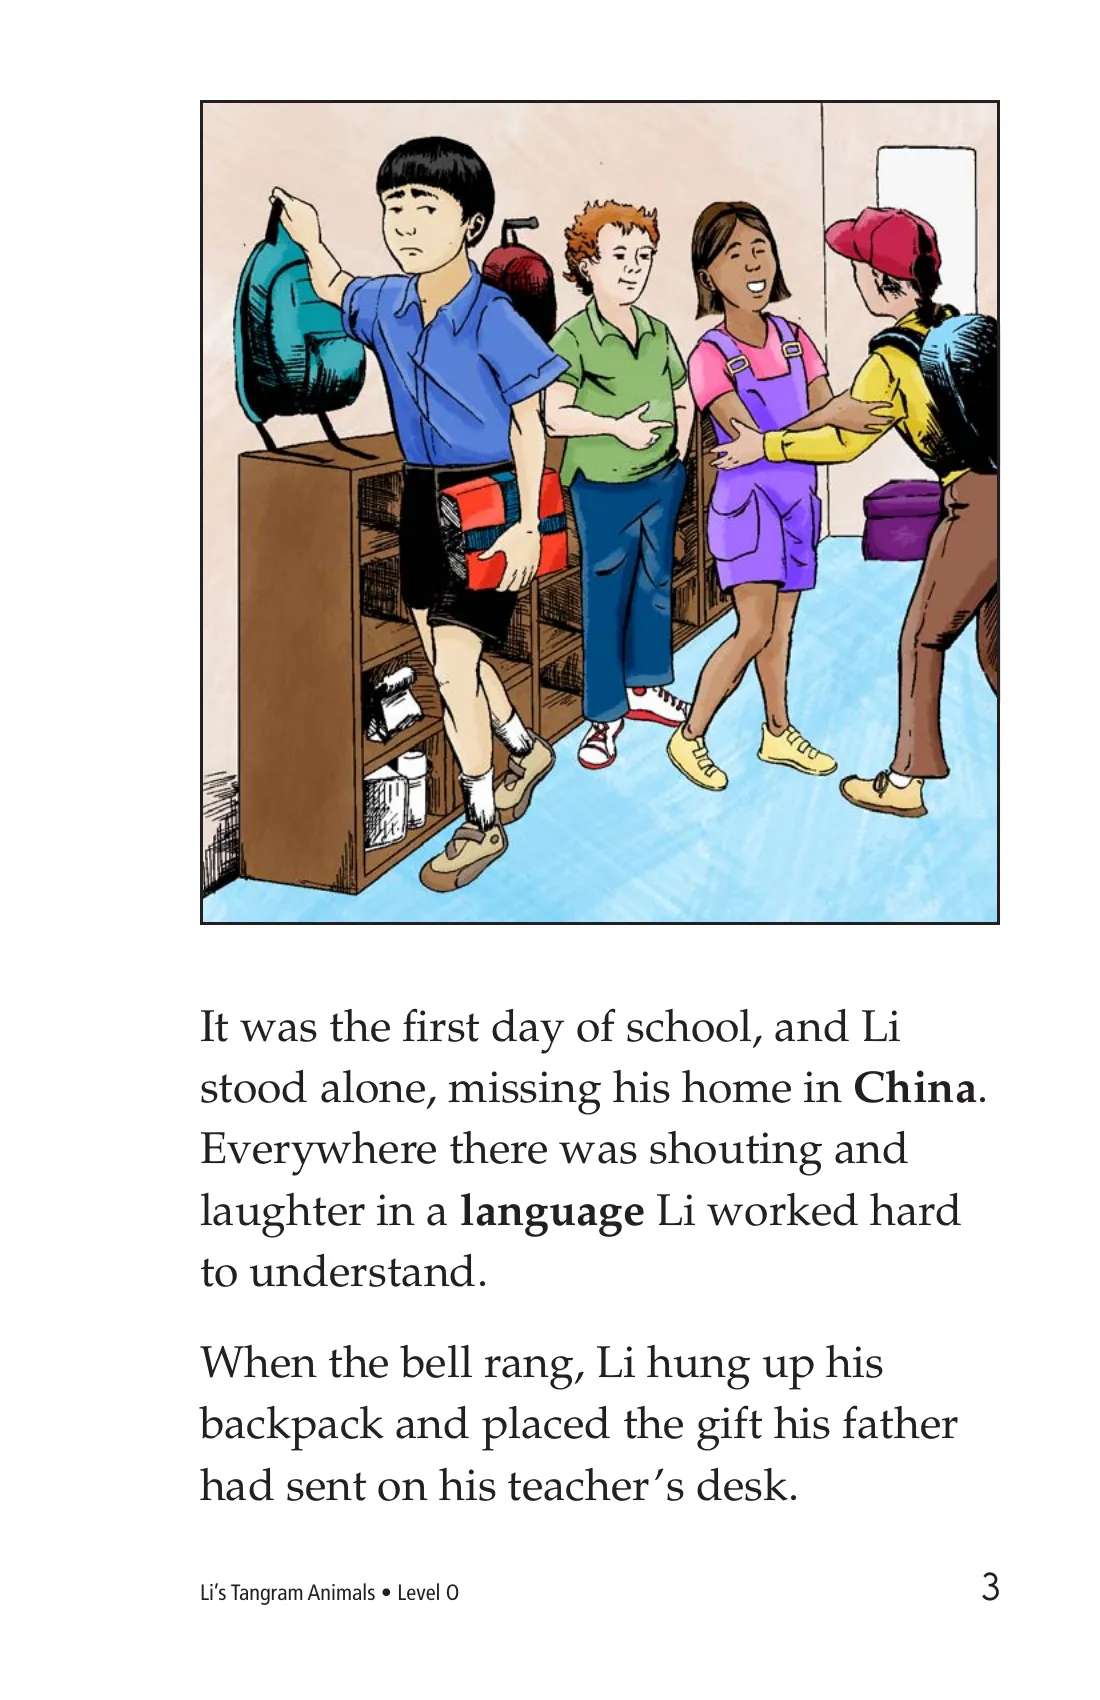 It was the first day of school, and Li
stood alone, missing his home in China.
Everywhere there was shouting and
laughter in a language Li worked hard
to understand.
When the bell rang, Li hung up his
backpack and placed the gift his father
had sent on his teacher’s desk.
Li’s Tangram Animals • Level O
3